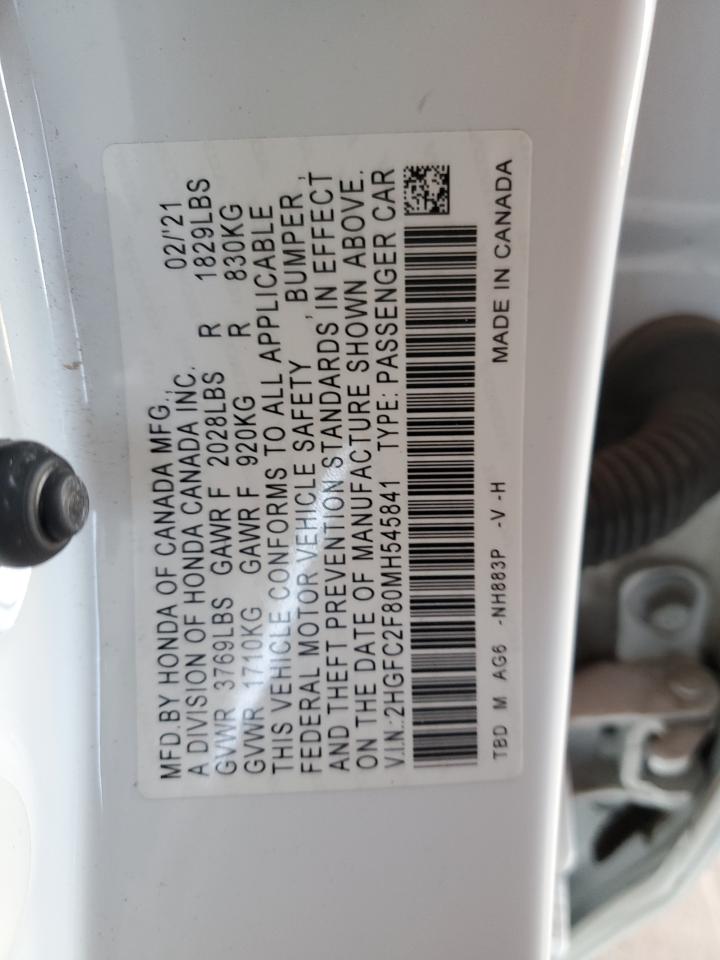 MFD. BY HONDA OF CANADA MFG., 02/'21
A DIVISION OF HONDA CANADA INC.
GVWR 3769LBS GAWR F 2028LBS R 1829LBS
GVWR 1710KG GAWR F 920KG R 830KG
THIS VEHICLE CONFORMS TO ALL APPLICABLE
FEDERAL MOTOR VEHICLE SAFETY , BUMPER ,
AND THEFT PREVENTION STANDARDS, IN EFFECT
ON THE DATE OF MANUFACTURE SHOWN ABOVE.
V.I.N.: 2HGFC2F80MH545841 TYPE: PASSENGER CAR
TBD M AG6 -NH883P -V -H MADE IN CANADA